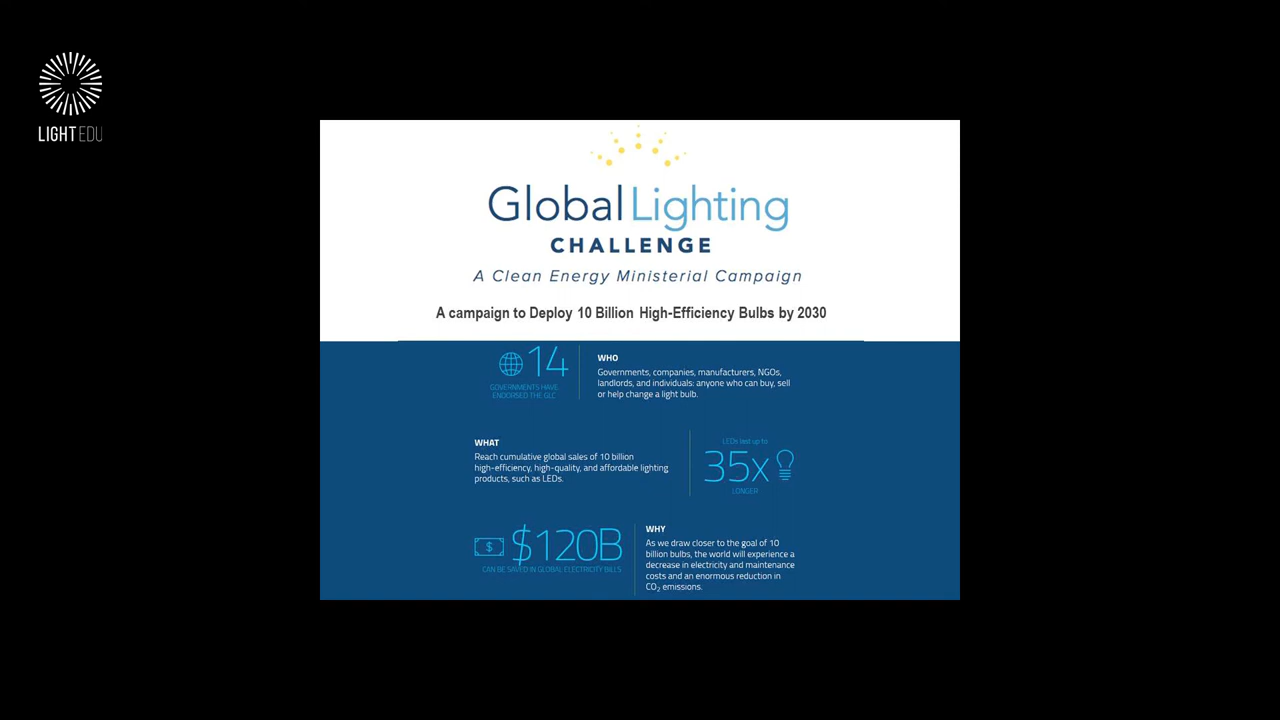 LIGHT EDU
Global Lighting
CHALLENGE
A Clean Energy Ministerial Campaign
A campaign to Deploy 10 Billion High-Efficiency Bulbs by 2030
14
GOVERNMENTS HAVE
ENDORSED THE GLC
WHO
Governments, companies, manufacturers, NGOs,
landlords, and individuals: anyone who can buy, sell
or help change a light bulb.
WHAT
Reach cumulative global sales of 10 billion
high-efficiency, high-quality, and affordable lighting
products, such as LEDs.
LEDs last up to
35x
LONGER
$
$120B
CAN BE SAVED IN GLOBAL ELECTRICITY BILLS
WHY
As we draw closer to the goal of 10
billion bulbs, the world will experience a
decrease in electricity and maintenance
costs and an enormous reduction in
CO₂ emissions.